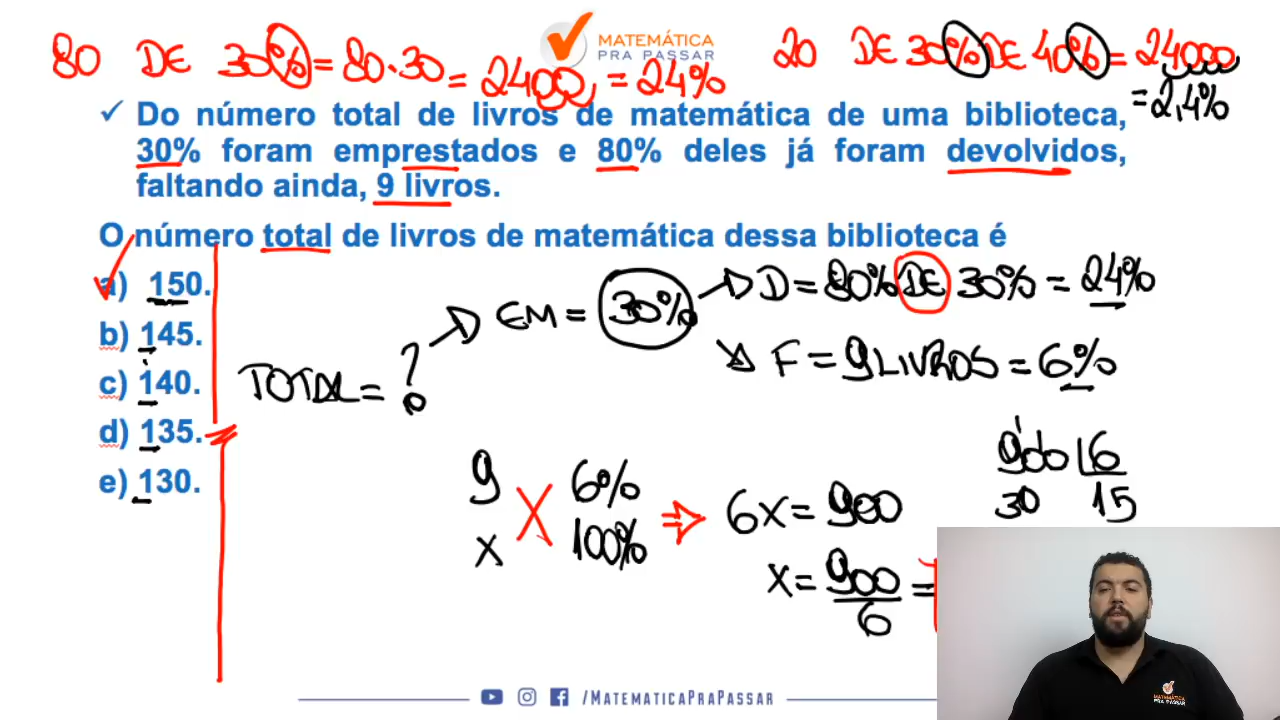 MATEMÁTICA
PRA PASSAR
80 DE 30% = 80·30 = 2400 = 24%
20 DE 30% DE 40% = 24000
= 2,4%
✓ Do número total de livros de matemática de uma biblioteca,
30% foram emprestados e 80% deles já foram devolvidos,
faltando ainda, 9 livros.
O número total de livros de matemática dessa biblioteca é
a) 150.
b) 145.
c) 140.
d) 135.
e) 130.
TOTAL = ?
EM = 30%
D = 80% DE 30% = 24%
F = 9 LIVROS = 6%
9 6%
x 100%
6x = 900
x = 900/6 =
900 6
30 15
/MATEMATICAPRAPASSAR
MATEMÁTICA
PRA PASSAR